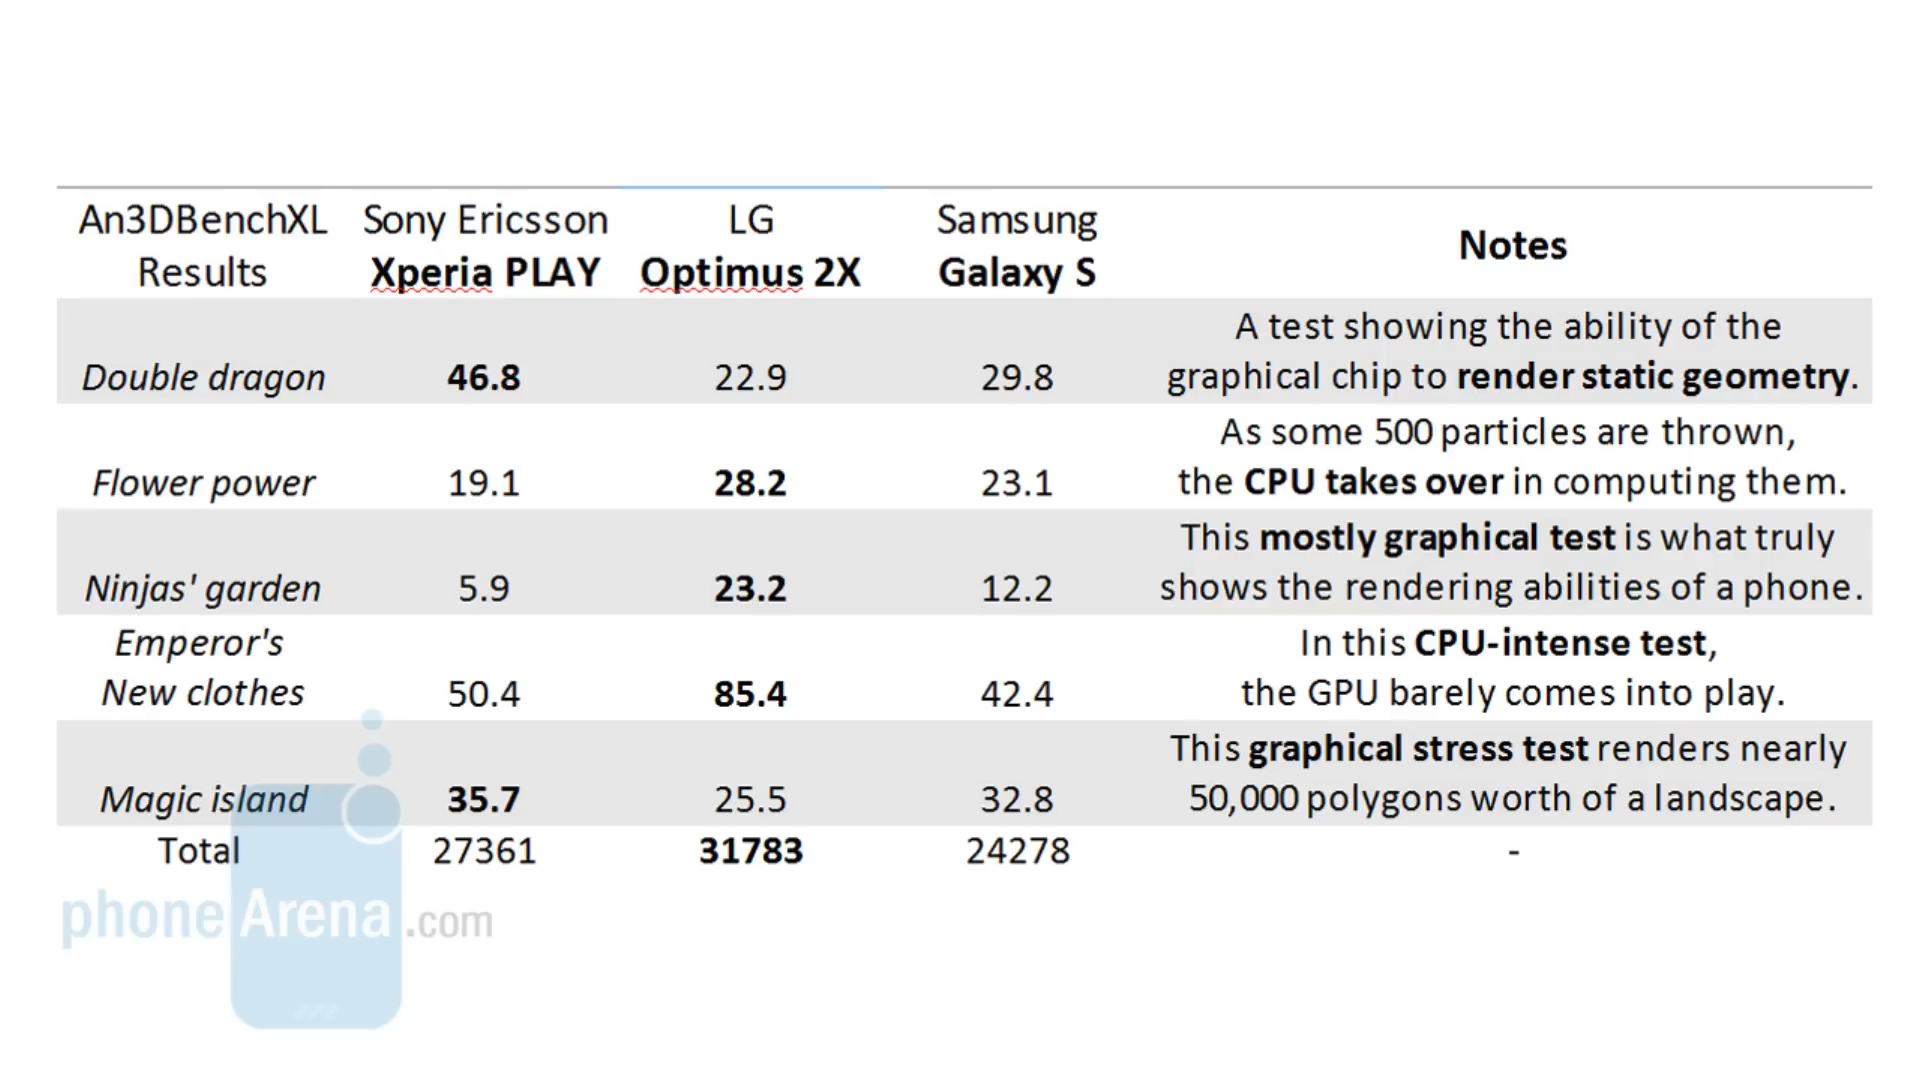 An3DBenchXL Results
Sony Ericsson Xperia PLAY
LG Optimus 2X
Samsung Galaxy S
Notes
Double dragon 46.8 22.9 29.8 A test showing the ability of the
graphical chip to render static geometry.
Flower power 19.1 28.2 23.1 As some 500 particles are thrown,
the CPU takes over in computing them.
Ninjas' garden 5.9 23.2 12.2 This mostly graphical test is what truly
shows the rendering abilities of a phone.
Emperor's
New clothes 50.4 85.4 42.4 In this CPU-intense test,
the GPU barely comes into play.
Magic island 35.7 25.5 32.8 This graphical stress test renders nearly
50,000 polygons worth of a landscape.
Total 27361 31783 24278 -
phoneArena.com